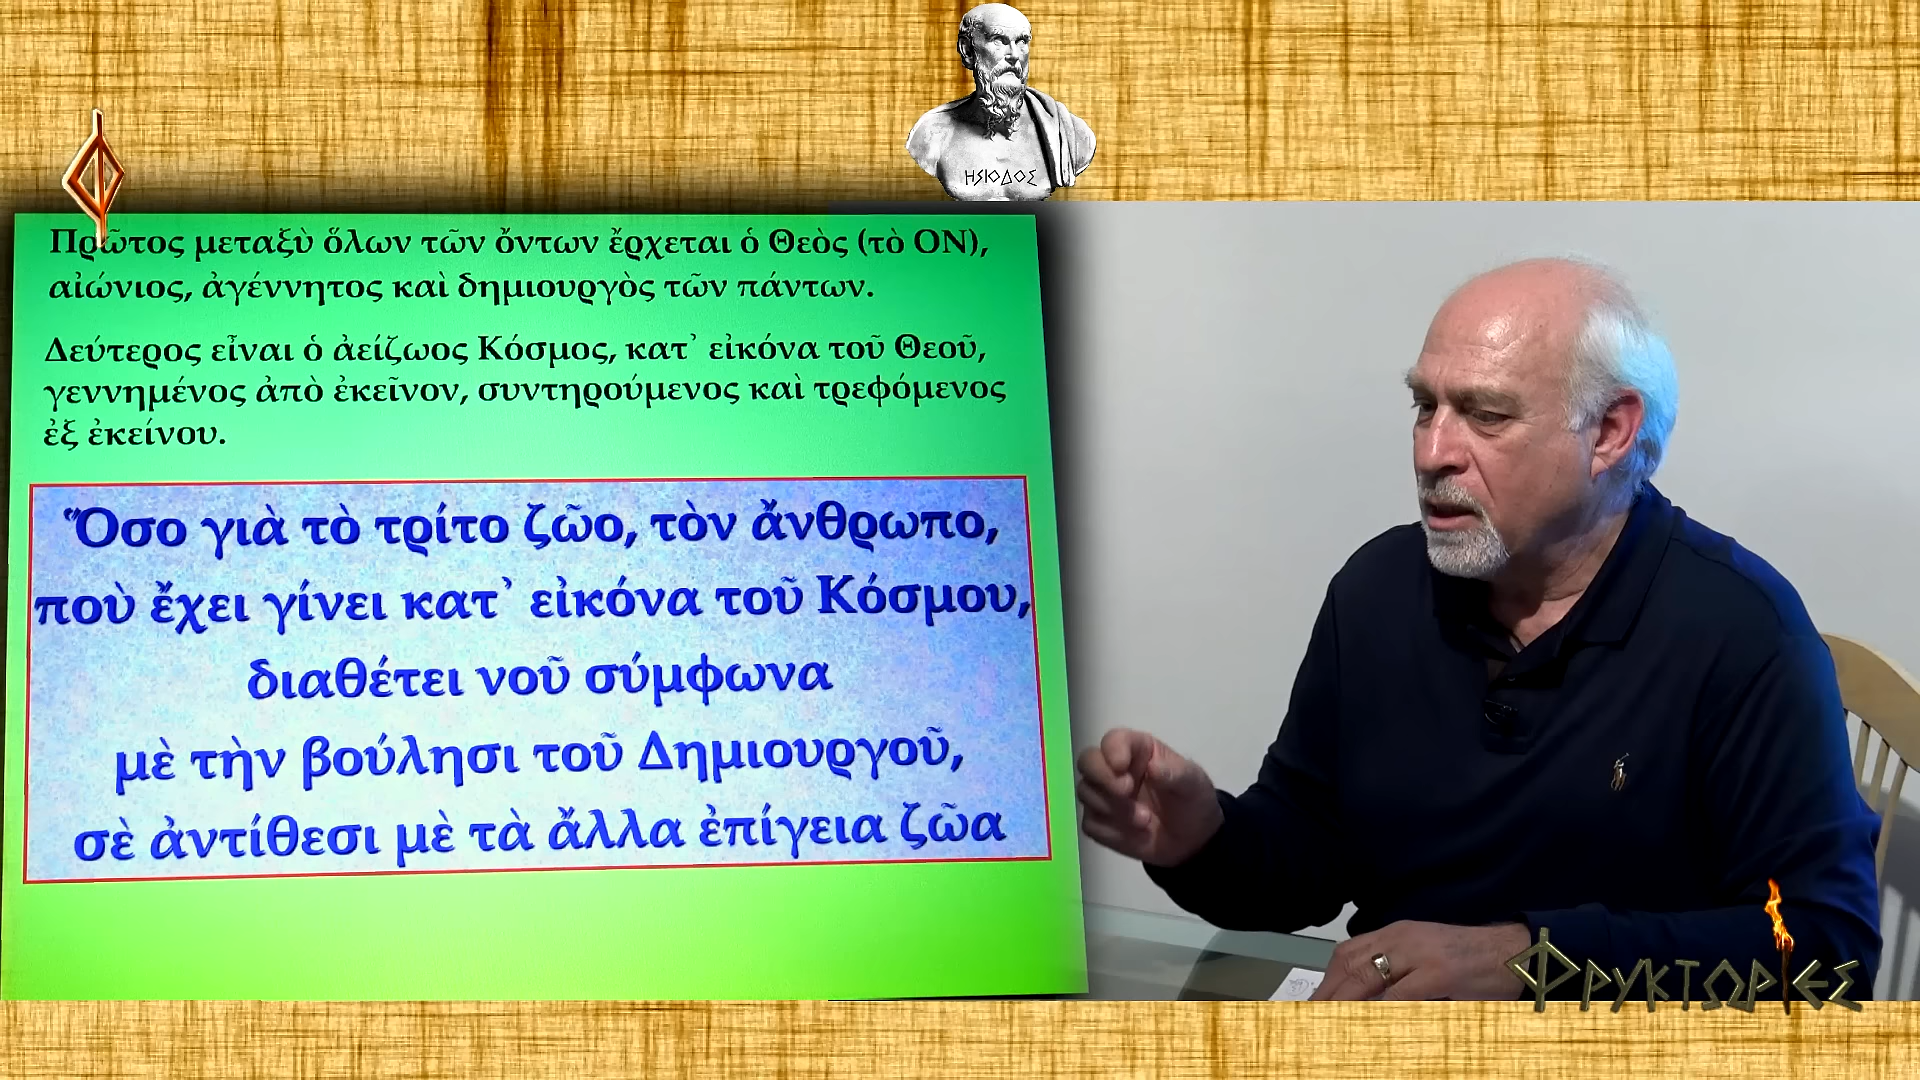 ΗΣΙΟΔΟΣ
Πρῶτος μεταξὺ ὅλων τῶν ὄντων ἔρχεται ὁ Θεὸς (τὸ ΟΝ),
αἰώνιος, ἀγέννητος καὶ δημιουργὸς τῶν πάντων.
Δεύτερος εἶναι ὁ ἀείζωος Κόσμος, κατ᾽ εἰκόνα τοῦ Θεοῦ,
γεννημένος ἀπὸ ἐκεῖνον, συντηρούμενος καὶ τρεφόμενος
ἐξ ἐκείνου.
Ὅσο γιὰ τὸ τρίτο ζῶο, τὸν ἄνθρωπο,
ποὺ ἔχει γίνει κατ᾽ εἰκόνα τοῦ Κόσμου,
διαθέτει νοῦ σύμφωνα
μὲ τὴν βούλησι τοῦ Δημιουργοῦ,
σὲ ἀντίθεσι μὲ τὰ ἄλλα ἐπίγεια ζῶα
ΦΡΥΚΤΩΡΙΕΣ